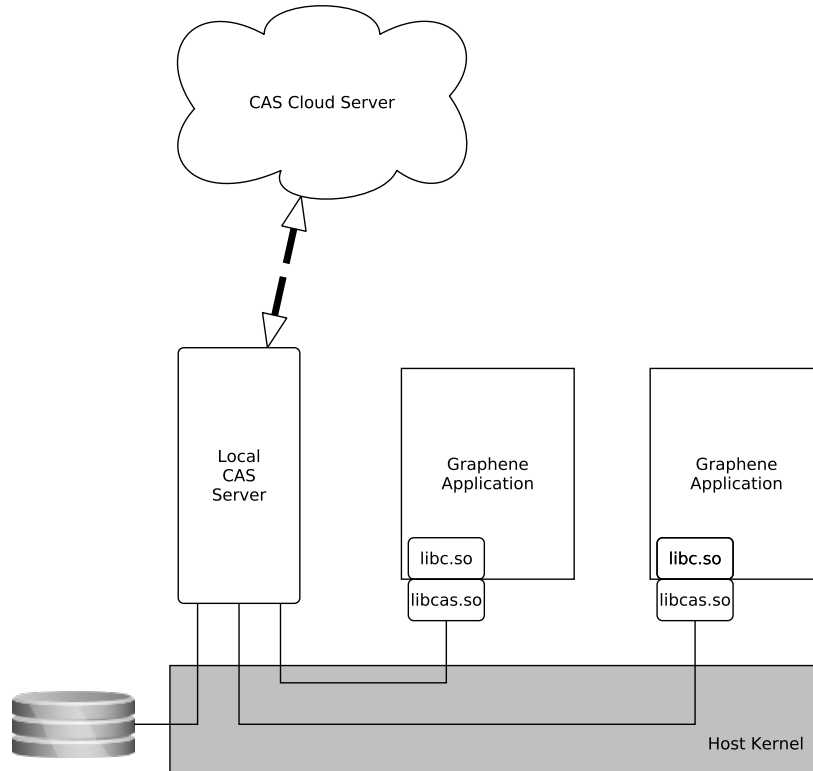 CAS Cloud Server
Local
CAS
Server
Graphene
Application
libc.so
libcas.so
Graphene
Application
libc.so
libcas.so
Host Kernel